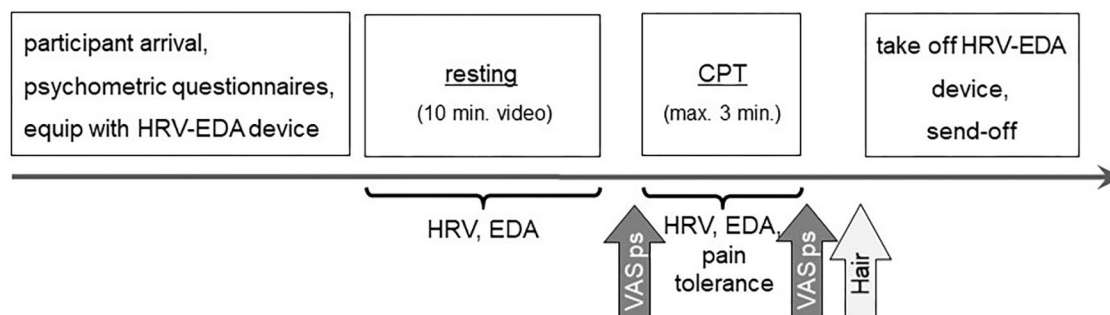 participant arrival,
psychometric questionnaires,
equip with HRV-EDA device
resting
(10 min. video)
CPT
(max. 3 min.)
take off HRV-EDA
device,
send-off
HRV, EDA
VAS ps
HRV, EDA,
pain
tolerance
VAS ps
Hair